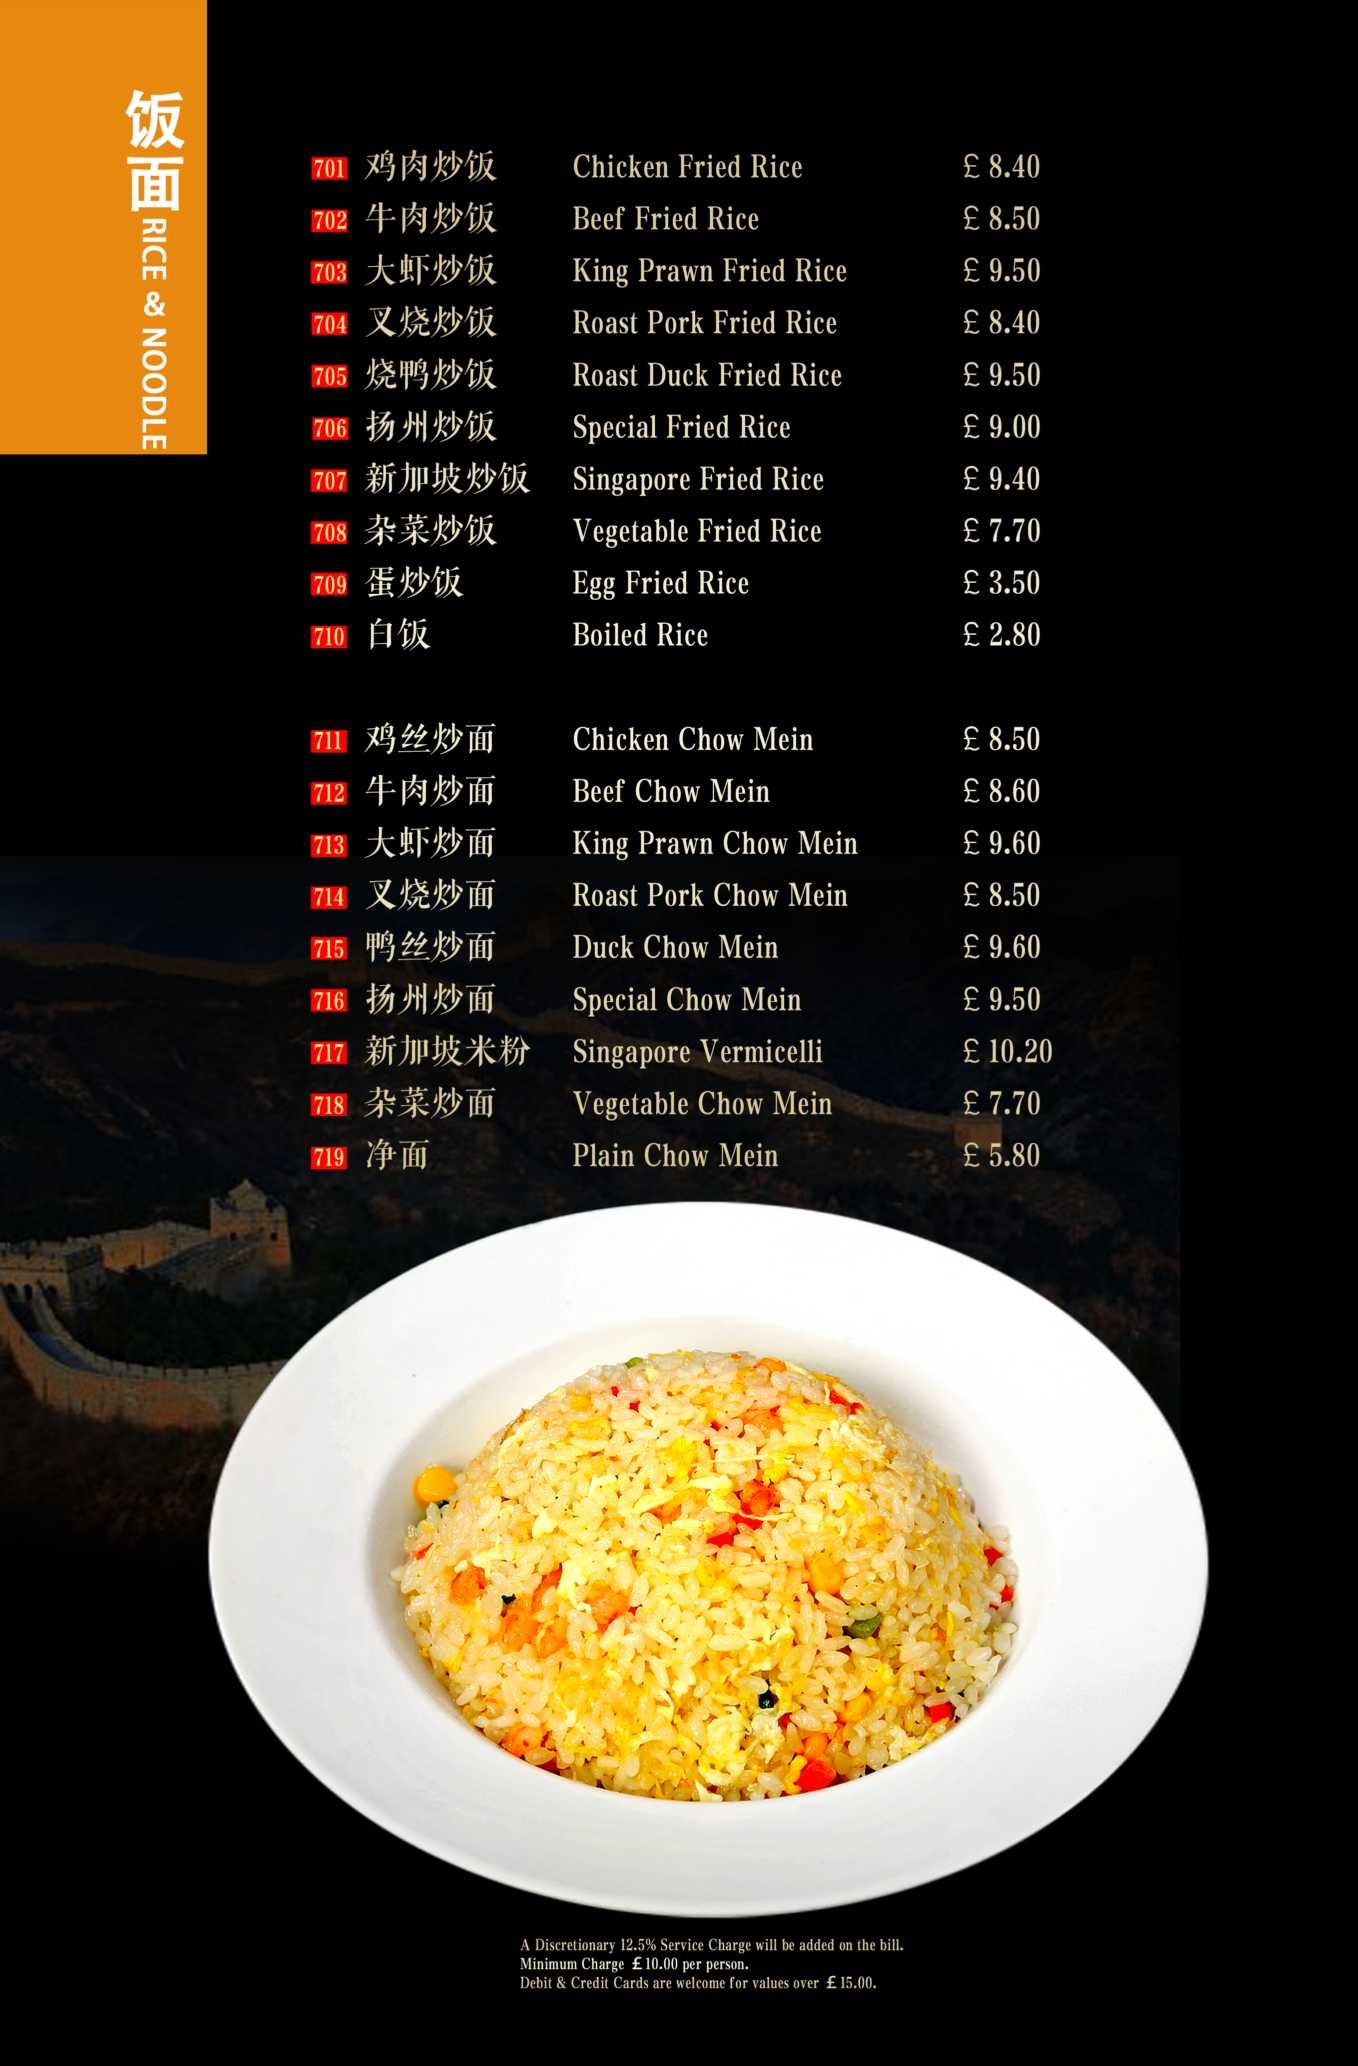 饭面 RICE & NOODLE
701 鸡肉炒饭 Chicken Fried Rice £ 8.40
702 牛肉炒饭 Beef Fried Rice £ 8.50
703 大虾炒饭 King Prawn Fried Rice £ 9.50
704 叉烧炒饭 Roast Pork Fried Rice £ 8.40
705 烧鸭炒饭 Roast Duck Fried Rice £ 9.50
706 扬州炒饭 Special Fried Rice £ 9.00
707 新加坡炒饭 Singapore Fried Rice £ 9.40
708 杂菜炒饭 Vegetable Fried Rice £ 7.70
709 蛋炒饭 Egg Fried Rice £ 3.50
710 白饭 Boiled Rice £ 2.80
711 鸡丝炒面 Chicken Chow Mein £ 8.50
712 牛肉炒面 Beef Chow Mein £ 8.60
713 大虾炒面 King Prawn Chow Mein £ 9.60
714 叉烧炒面 Roast Pork Chow Mein £ 8.50
715 鸭丝炒面 Duck Chow Mein £ 9.60
716 扬州炒面 Special Chow Mein £ 9.50
717 新加坡米粉 Singapore Vermicelli £ 10.20
718 杂菜炒面 Vegetable Chow Mein £ 7.70
719 净面 Plain Chow Mein £ 5.80
A Discretionary 12.5% Service Charge will be added on the bill.
Minimum Charge £10.00 per person.
Debit & Credit Cards are welcome for values over £15.00.